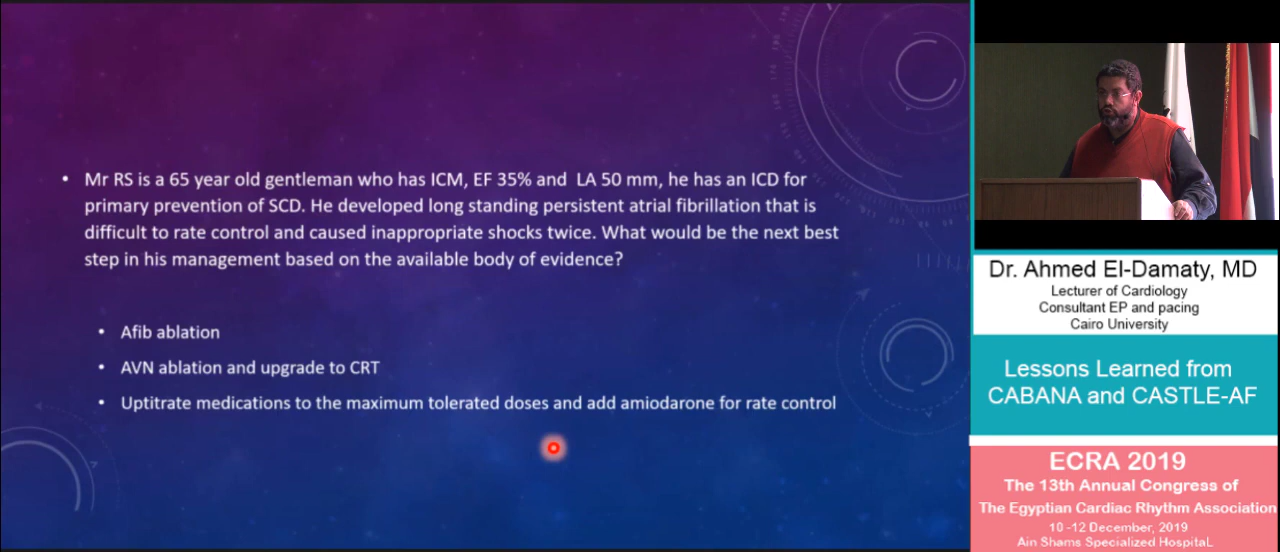 • Mr RS is a 65 year old gentleman who has ICM, EF 35% and LA 50 mm, he has an ICD for
primary prevention of SCD. He developed long standing persistent atrial fibrillation that is
difficult to rate control and caused inappropriate shocks twice. What would be the next best
step in his management based on the available body of evidence?
• Afib ablation
• AVN ablation and upgrade to CRT
• Uptitrate medications to the maximum tolerated doses and add amiodarone for rate control
Dr. Ahmed El-Damaty, MD
Lecturer of Cardiology
Consultant EP and pacing
Cairo University
Lessons Learned from
CABANA and CASTLE-AF
ECRA 2019
The 13th Annual Congress of
The Egyptian Cardiac Rhythm Association
10 -12 December, 2019
Ain Shams Specialized HospitaL